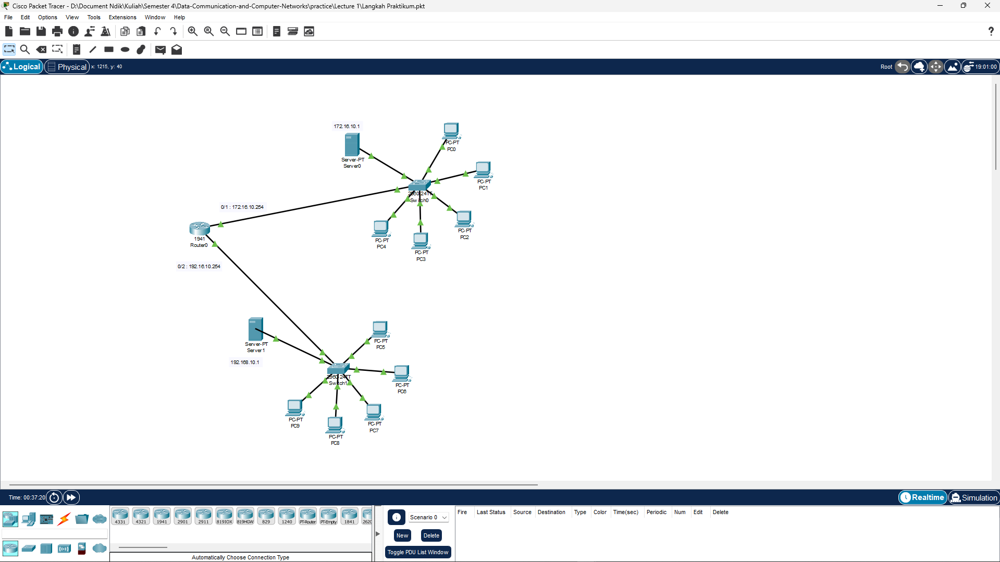 Cisco Packet Tracer - D:\Document Ndik\Kuliah\Semester 4\Data-Communication-and-Computer-Networks\practice\Lecture 1\Langkah Praktikum.pkt
File Edit Options View Tools Extensions Window Help
Logical Physical x: 1215, y: 40 Root 19:01:00
172.16.10.1
Server-PT
Server0
PC-PT
PC0
PC-PT
PC1
2960-24TT
Switch0
PC-PT
PC2
PC-PT
PC4
PC-PT
PC3
0/1 : 172.16.10.254
1941
Router0
0/2 : 192.16.10.254
Server-PT
Server1
192.168.10.1
PC-PT
PC5
2960-24TT
Switch1
PC-PT
PC6
PC-PT
PC9
PC-PT
PC7
PC-PT
PC8
Time: 00:37:20 Realtime Simulation
4331 4321 1941 2901 2911 819IOX 819HGW 829 1240 PT-Router PT-Empty 1841 2620
Automatically Choose Connection Type
Scenario 0
New Delete
Toggle PDU List Window
Fire Last Status Source Destination Type Color Time(sec) Periodic Num Edit Delete